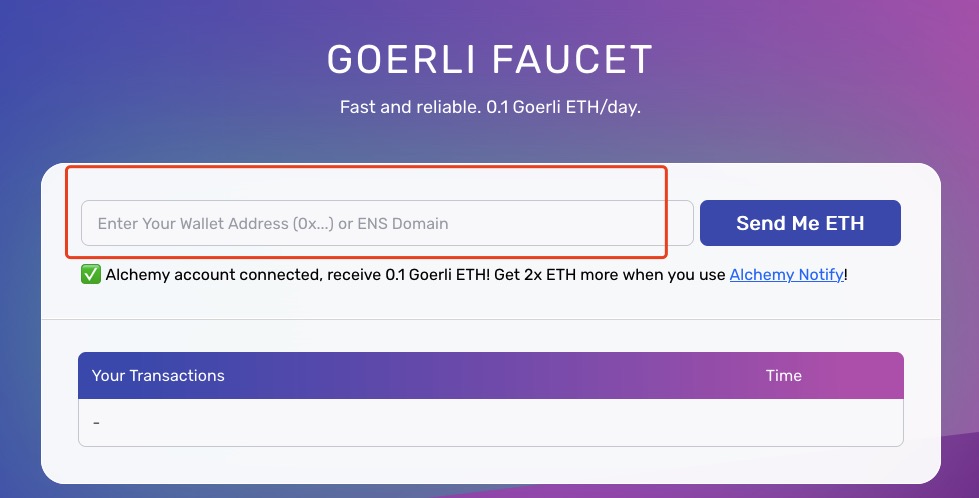 GOERLI FAUCET
Fast and reliable. 0.1 Goerli ETH/day.
Enter Your Wallet Address (0x...) or ENS Domain
Send Me ETH
✅ Alchemy account connected, receive 0.1 Goerli ETH! Get 2x ETH more when you use Alchemy Notify!
Your Transactions
Time
-